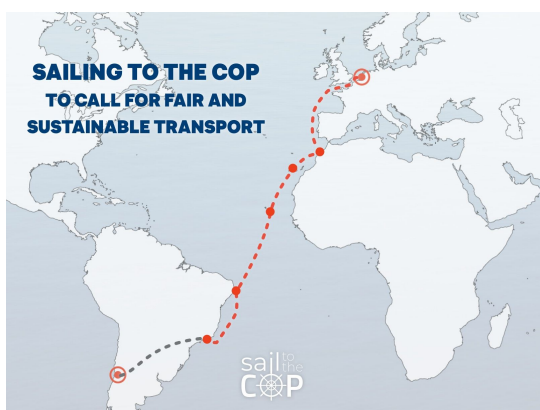 SAILING TO THE COP
TO CALL FOR FAIR AND
SUSTAINABLE TRANSPORT
sail to the
COP